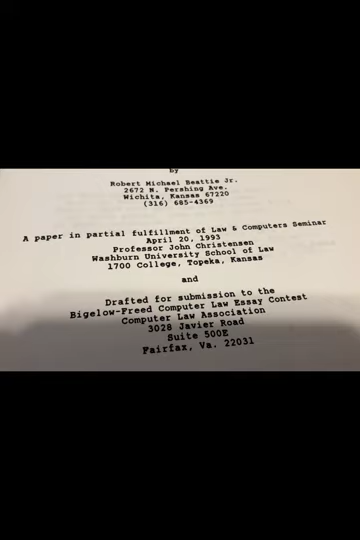 by
Robert Michael Beattie Jr.
2672 N. Pershing Ave.
Wichita, Kansas 67220
(316) 685-4369
A paper in partial fulfillment of Law & Computers Seminar
April 20, 1993
Professor John Christensen
Washburn University School of Law
1700 College, Topeka, Kansas
and
Drafted for submission to the
Bigelow-Freed Computer Law Essay Contest
Computer Law Association
3028 Javier Road
Suite 500E
Fairfax, Va. 22031